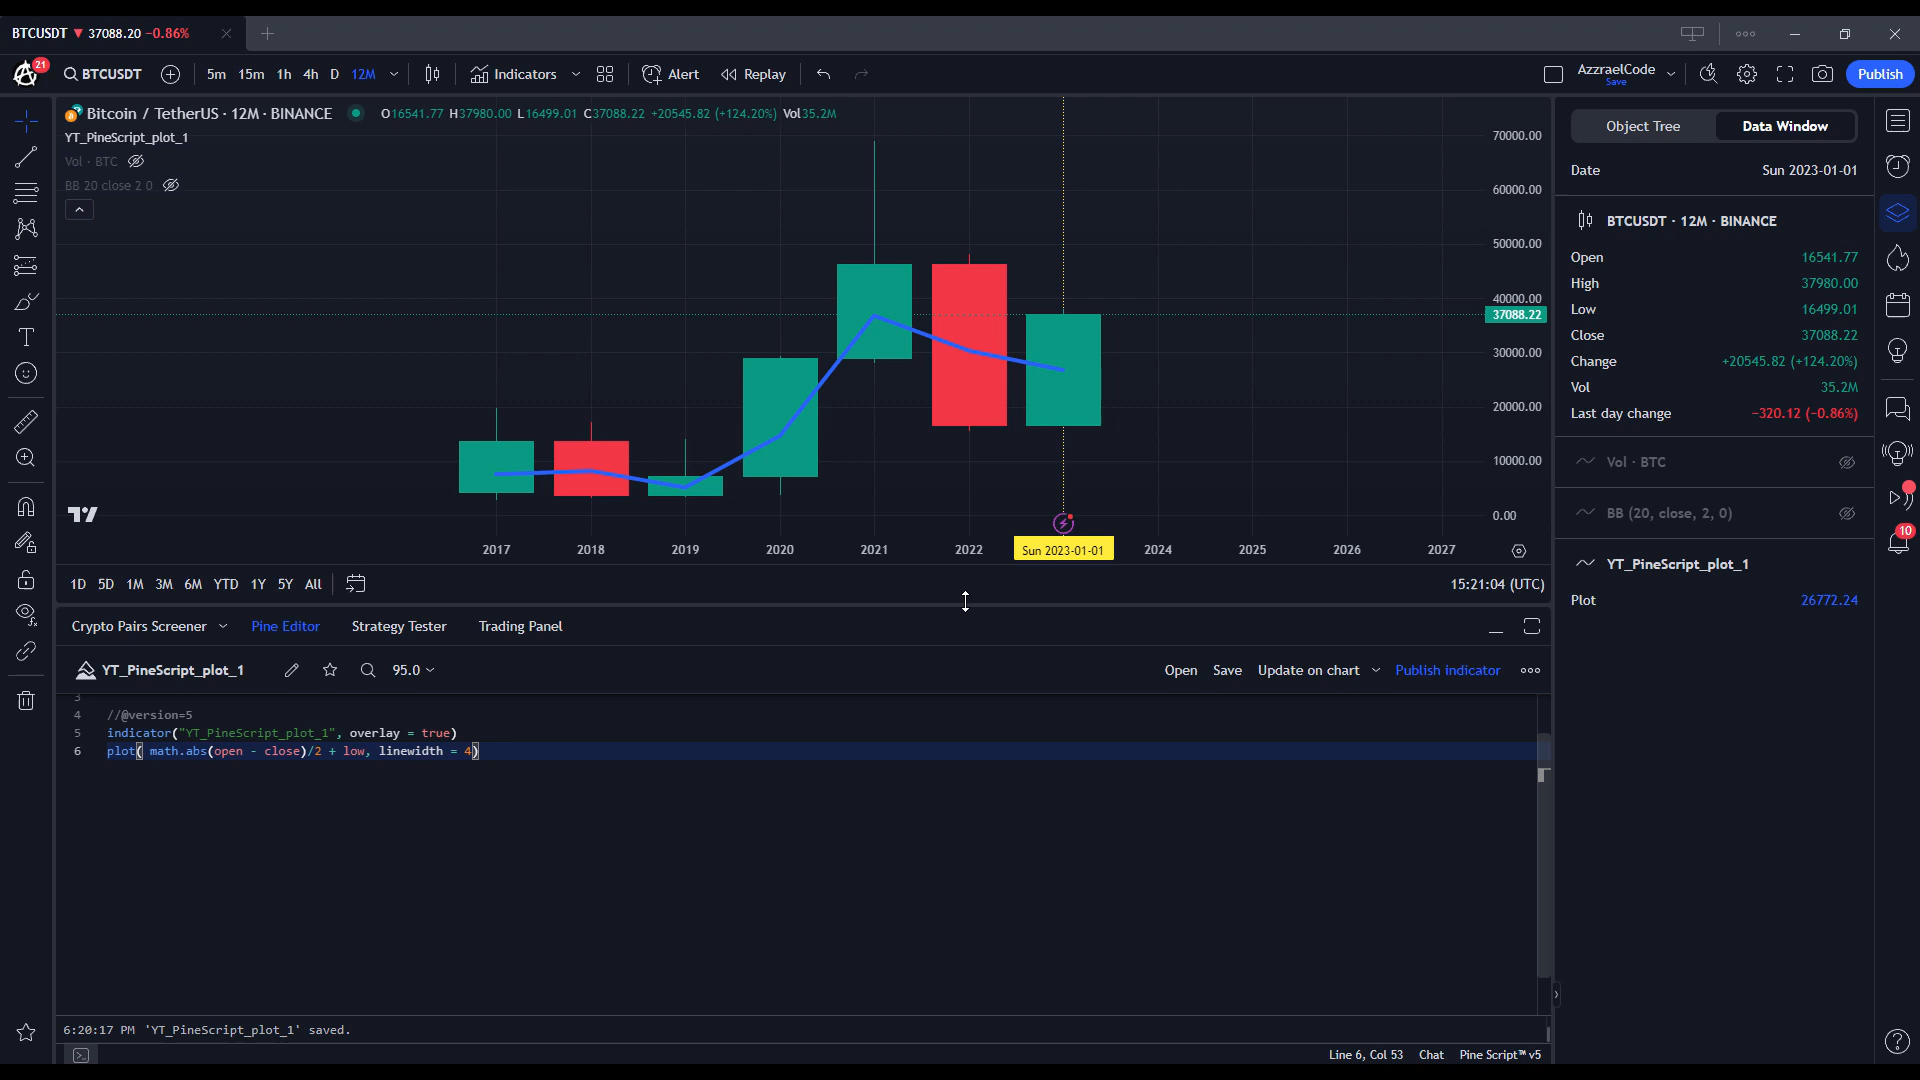 BTCUSDT ▼ 37088.20 −0.86%
21
BTCUSDT 5m 15m 1h 4h D 12M Indicators Alert Replay AzzraelCode Save Publish
Bitcoin / TetherUS · 12M · BINANCE O16541.77 H37980.00 L16499.01 C37088.22 +20545.82 (+124.20%) Vol35.2M
YT_PineScript_plot_1
Vol · BTC
BB 20 close 2 0
70000.00
60000.00
50000.00
40000.00
37088.22
30000.00
20000.00
10000.00
0.00
2017 2018 2019 2020 2021 2022 Sun 2023-01-01 2024 2025 2026 2027
1D 5D 1M 3M 6M YTD 1Y 5Y All 15:21:04 (UTC)
Object Tree Data Window
Date Sun 2023-01-01
BTCUSDT · 12M · BINANCE
Open 16541.77
High 37980.00
Low 16499.01
Close 37088.22
Change +20545.82 (+124.20%)
Vol 35.2M
Last day change −320.12 (−0.86%)
Vol · BTC
BB (20, close, 2, 0)
YT_PineScript_plot_1
Plot 26772.24
10
Crypto Pairs Screener Pine Editor Strategy Tester Trading Panel
YT_PineScript_plot_1 95.0 Open Save Update on chart Publish indicator
3
4 //@version=5
5 indicator("YT_PineScript_plot_1", overlay = true)
6 plot( math.abs(open - close)/2 + low, linewidth = 4)
6:20:17 PM 'YT_PineScript_plot_1' saved.
Line 6, Col 53 Chat Pine Script™ v5